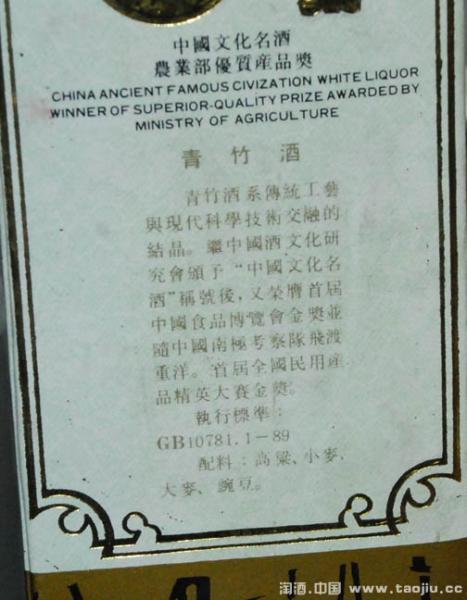 中國文化名酒
農業部優質産品獎
CHINA ANCIENT FAMOUS CIVIZATION WHITE LIQUOR
WINNER OF SUPERIOR-QUALITY PRIZE AWARDED BY
MINISTRY OF AGRICULTURE
青竹酒
青竹酒系傳統工藝
與現代科學技術交融的
結品。繼中國酒文化研
究會頒予“中國文化名
酒”稱號後，又榮膺首屆
中國食品博覽會金獎並
隨中國南極考察隊飛渡
重洋。首屆全國民用産
品精英大賽金獎。
執行標準：
GB10781.1-89
配料：高粱、小麥、
大麥、豌豆。
淘酒.中国 www.taojiu.cc